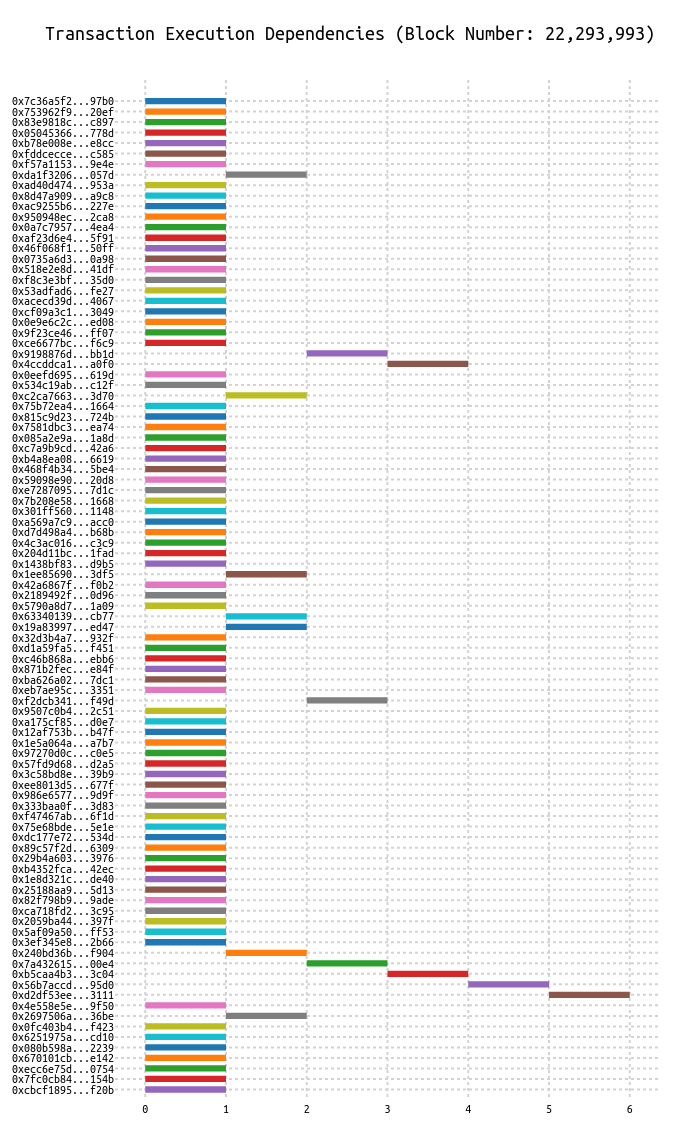 Transaction Execution Dependencies (Block Number: 22,293,993)
0x7c36a5f2...97b0
0x753962f9...20ef
0x83e9818c...c897
0x05045366...778d
0xb78e008e...e8cc
0xfddcecce...c585
0xf57a1153...9e4e
0xda1f3206...057d
0xad40d474...953a
0x8d47a909...a9c8
0xac9255b6...227e
0x950948ec...2ca8
0x0a7c7957...4ea4
0xaf23d6e4...5f91
0x46f068f1...50ff
0x0735a6d3...0a98
0x518e2e8d...41df
0xf8c3e3bf...35d0
0x53adfad6...fe27
0xacecd39d...4067
0xcf09a3c1...3049
0x0e9e6c2c...ed08
0x9f23ce46...ff07
0xce6677bc...f6c9
0x9198876d...bb1d
0x4ccddca1...a0f0
0x0eefd695...619d
0x534c19ab...c12f
0xc2ca7663...3d70
0x75b72ea4...1664
0x815c9d23...724b
0x7581dbc3...ea74
0x085a2e9a...1a8d
0xc7a9b9cd...42a6
0xb4a8ea08...6619
0x468f4b34...5be4
0x59098e90...20d8
0xe7287095...7d1c
0x7b208e58...1668
0x301ff560...1148
0xa569a7c9...acc0
0xd7d498a4...b68b
0x4c3ac016...c3c9
0x204d11bc...1fad
0x1438bf83...d9b5
0x1ee85690...3df5
0x42a6867f...f0b2
0x2189492f...0d96
0x5790a8d7...1a09
0x63340139...cb77
0x19a83997...ed47
0x32d3b4a7...932f
0xd1a59fa5...f451
0xc46b868a...ebb6
0x871b2fec...e84f
0xba626a02...7dc1
0xeb7ae95c...3351
0xf2dcb341...f49d
0x9507c0b4...2c51
0xa175cf85...d0e7
0x12af753b...b47f
0x1e5a064a...a7b7
0x97270d0c...c0e5
0x57fd9d68...d2a5
0x3c58bd8e...39b9
0xee8013d5...677f
0x986e6577...9d9f
0x333baa0f...3d83
0xf47467ab...6f1d
0x75e68bde...5e1e
0xdc177e72...534d
0x89c57f2d...6309
0x29b4a603...3976
0xb4352fca...42ec
0x1e8d321c...de40
0x25188aa9...5d13
0x82f798b9...9ade
0xca718fd2...3c95
0x2059ba44...397f
0x5af09a50...ff53
0x3ef345e8...2b66
0x240bd36b...f904
0x7a432615...00e4
0xb5caa4b3...3c04
0x56b7accd...95d0
0xd2df53ee...3111
0x4e558e5e...9f50
0x2697506a...36be
0x0fc403b4...f423
0x6251975a...cd10
0x080b598a...2239
0x670101cb...e142
0xecc6e75d...0754
0x7fc0cb84...154b
0xcbcf1895...f20b
0 1 2 3 4 5 6